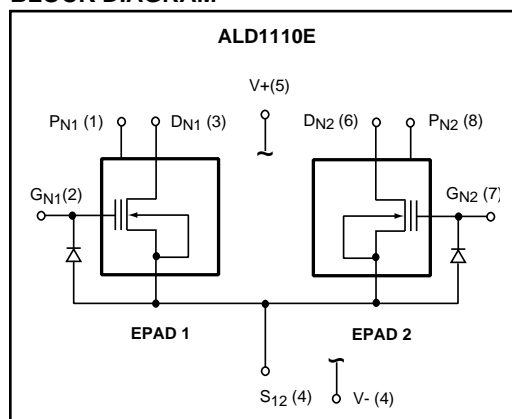 BLOCK DIAGRAM
ALD1110E
V+(5)
PN1 (1) DN1 (3) DN2 (6) PN2 (8)
GN1(2) GN2 (7)
EPAD 1 EPAD 2
S12 (4) V- (4)